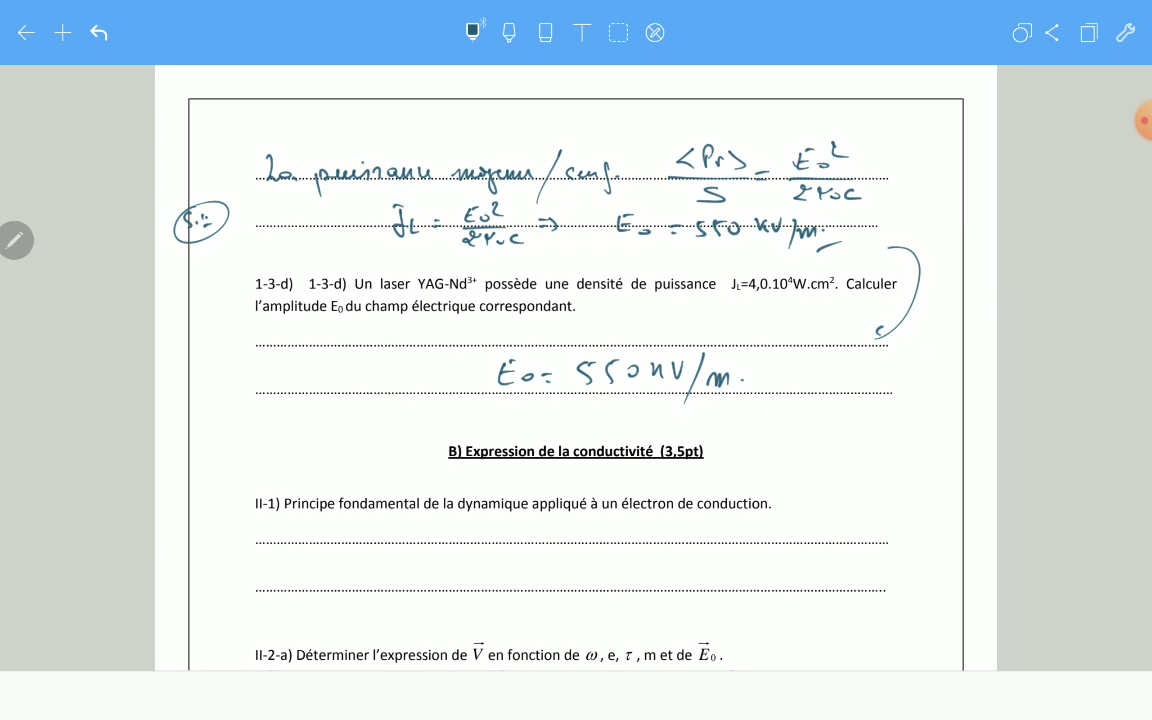 La puissance moyenne / surf. <Pr>/S = E₀²/2μ₀c
Soit J_L = E₀²/2μ₀c => E₀ = 550 kV/m.
1-3-d) 1-3-d) Un laser YAG-Nd³⁺ possède une densité de puissance J_L=4,0.10⁴W.cm². Calculer
l'amplitude E₀ du champ électrique correspondant.
E₀ = 550 kV/m.
B) Expression de la conductivité (3,5pt)
II-1) Principe fondamental de la dynamique appliqué à un électron de conduction.
II-2-a) Déterminer l'expression de V⃗ en fonction de ω, e, τ, m et de E⃗₀.